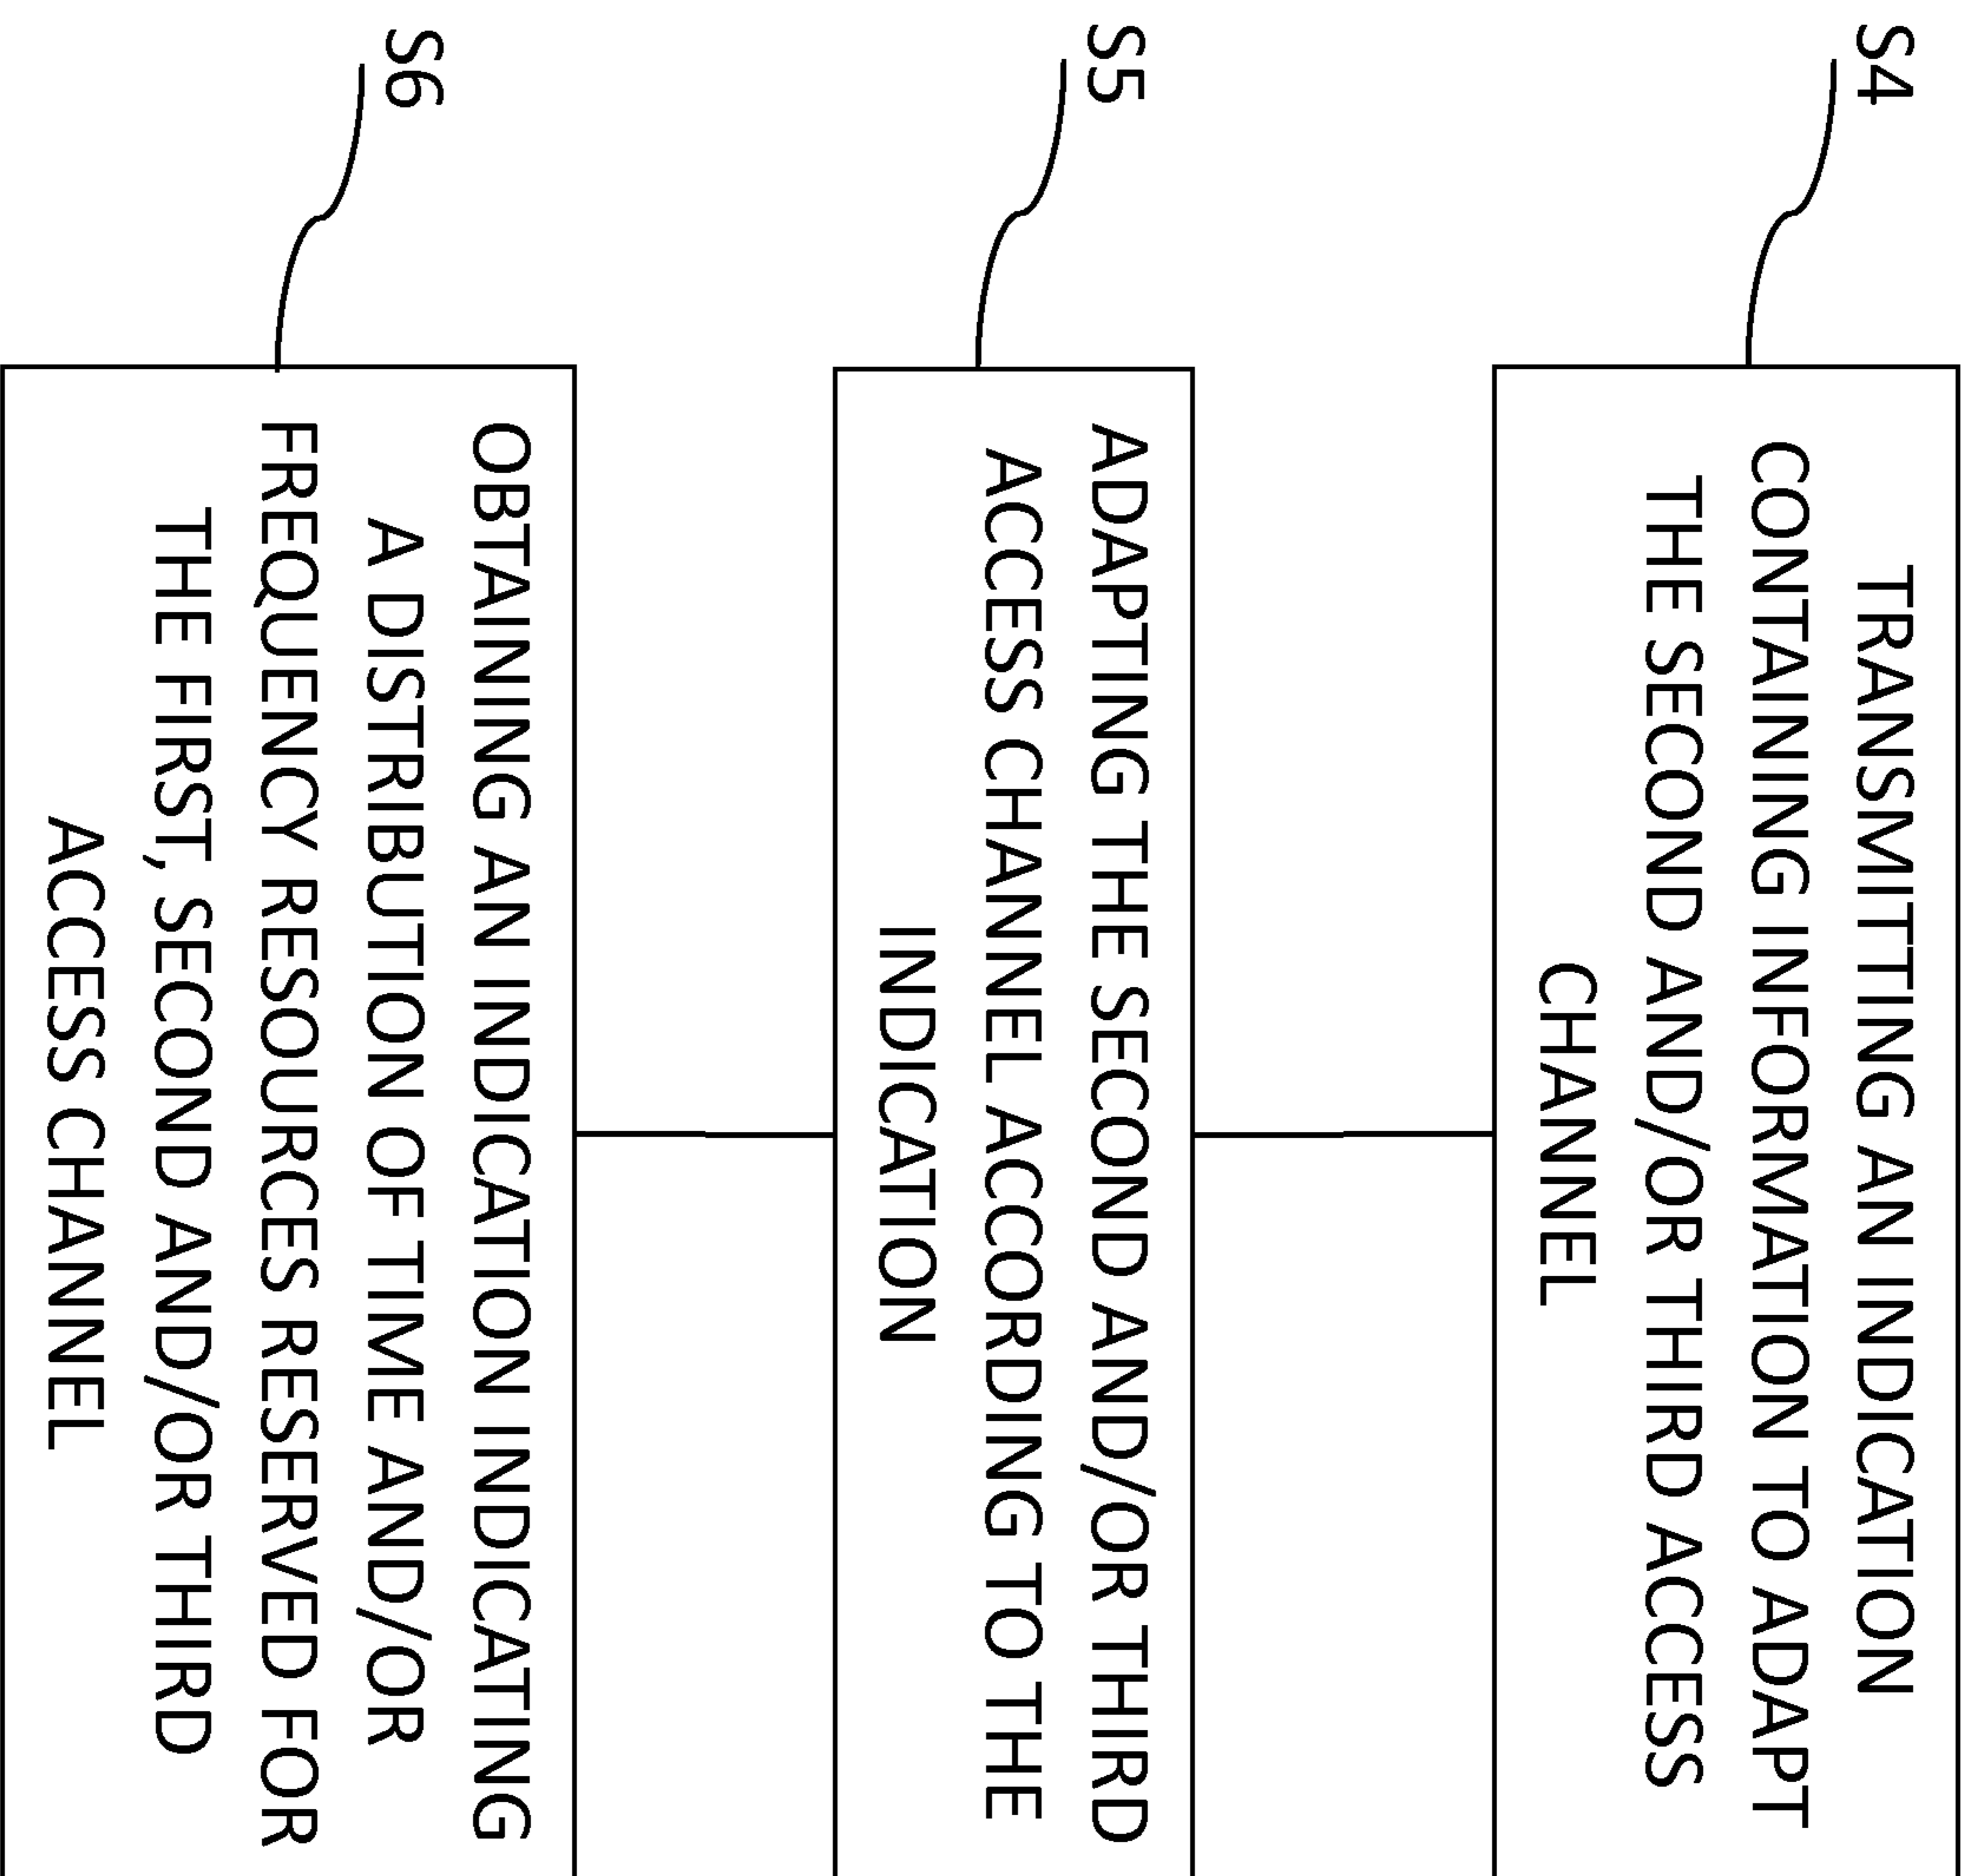 S4
TRANSMITTING AN INDICATION
CONTAINING INFORMATION TO ADAPT
THE SECOND AND/OR THIRD ACCESS
CHANNEL
S5
ADAPTING THE SECOND AND/OR THIRD
ACCESS CHANNEL ACCORDING TO THE
INDICATION
S6
OBTAINING AN INDICATION INDICATING
A DISTRIBUTION OF TIME AND/OR
FREQUENCY RESOURCES RESERVED FOR
THE FIRST, SECOND AND/OR THIRD
ACCESS CHANNEL